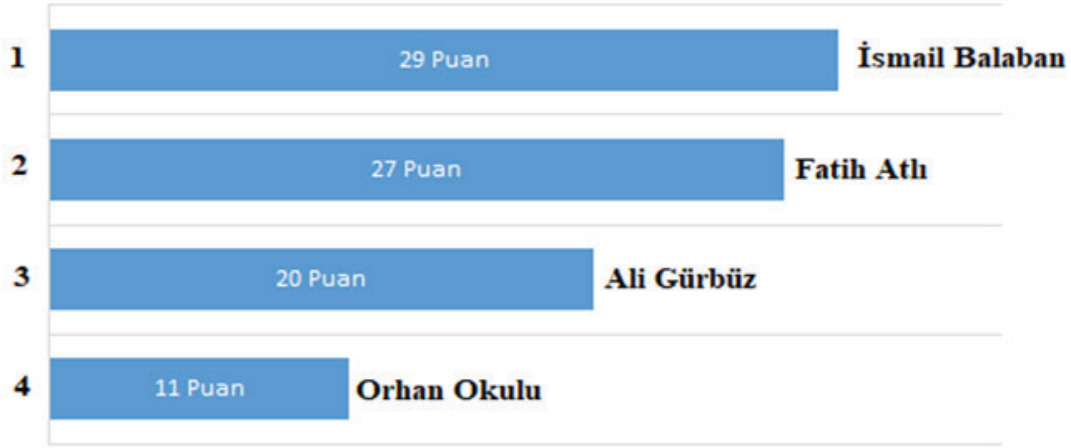 1 29 Puan İsmail Balaban
2 27 Puan Fatih Atlı
3 20 Puan Ali Gürbüz
4 11 Puan Orhan Okulu